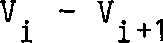 V_i - V_{i+1}